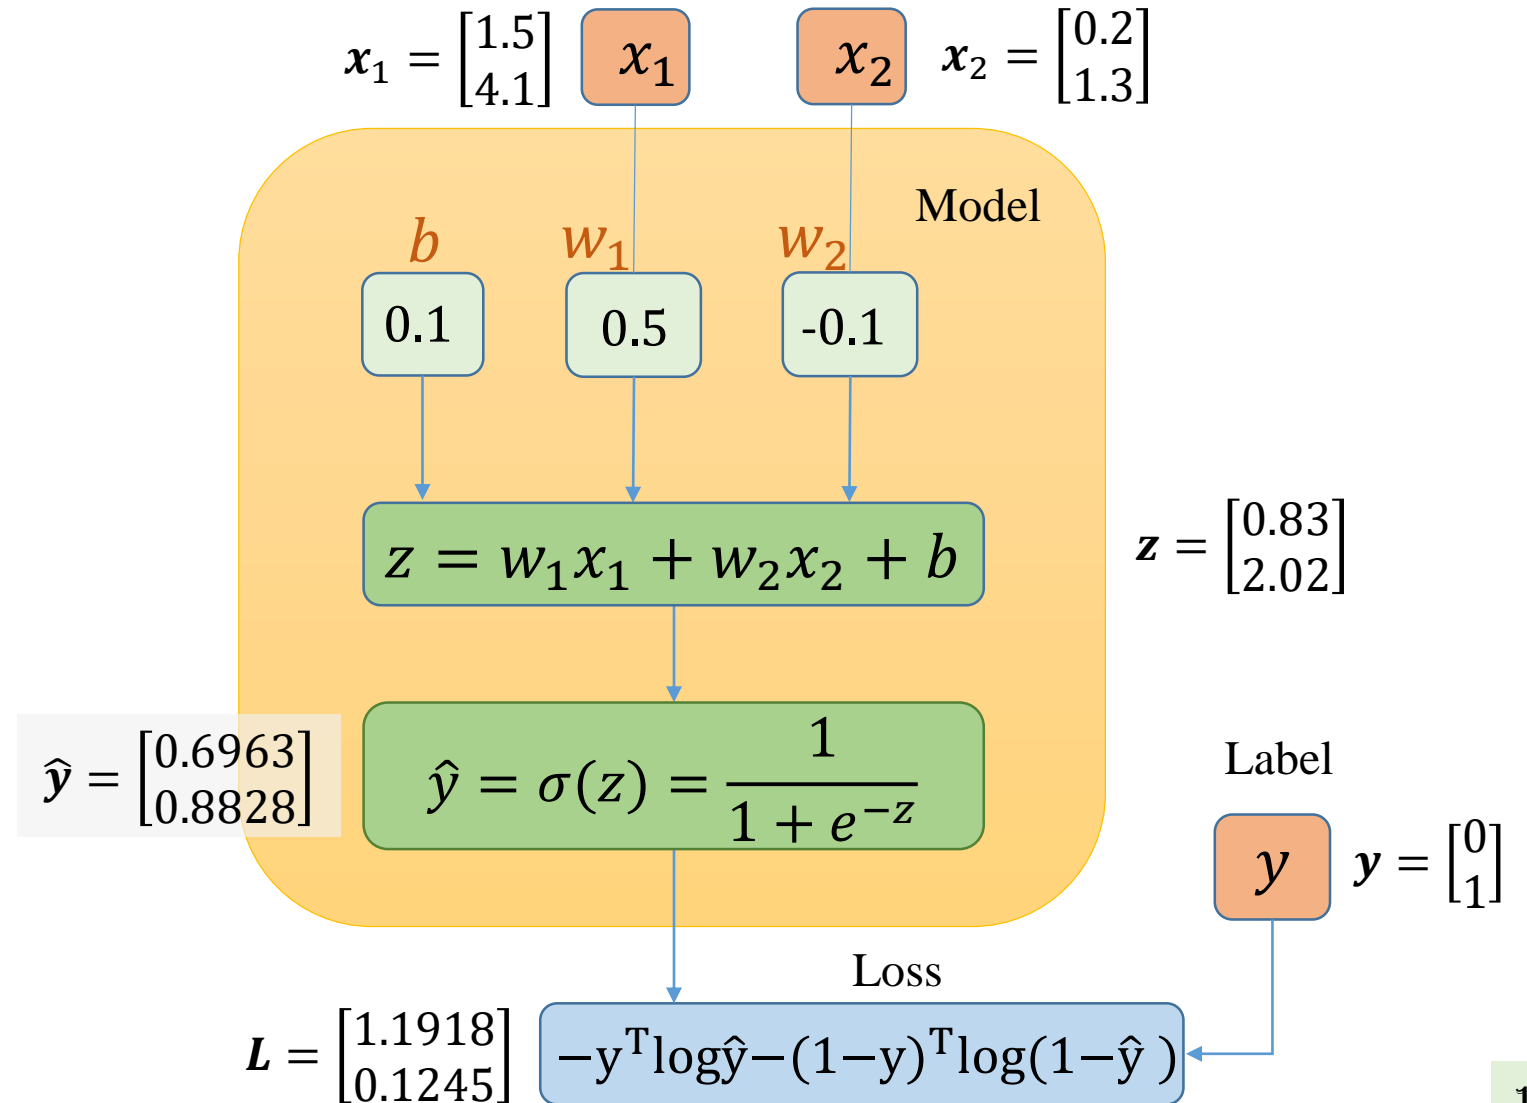 𝒙₁ = [1.5 4.1]
x₁
x₂
𝒙₂ = [0.2 1.3]
Model
b
w₁
w₂
0.1
0.5
-0.1
z = w₁x₁ + w₂x₂ + b
𝒛 = [0.83 2.02]
ŷ = [0.6963 0.8828]
ŷ = σ(z) = 1 / (1 + e⁻ᶻ)
Label
y
𝒚 = [0 1]
Loss
𝑳 = [1.1918 0.1245]
−yᵀlogŷ−(1−y)ᵀlog(1−ŷ )